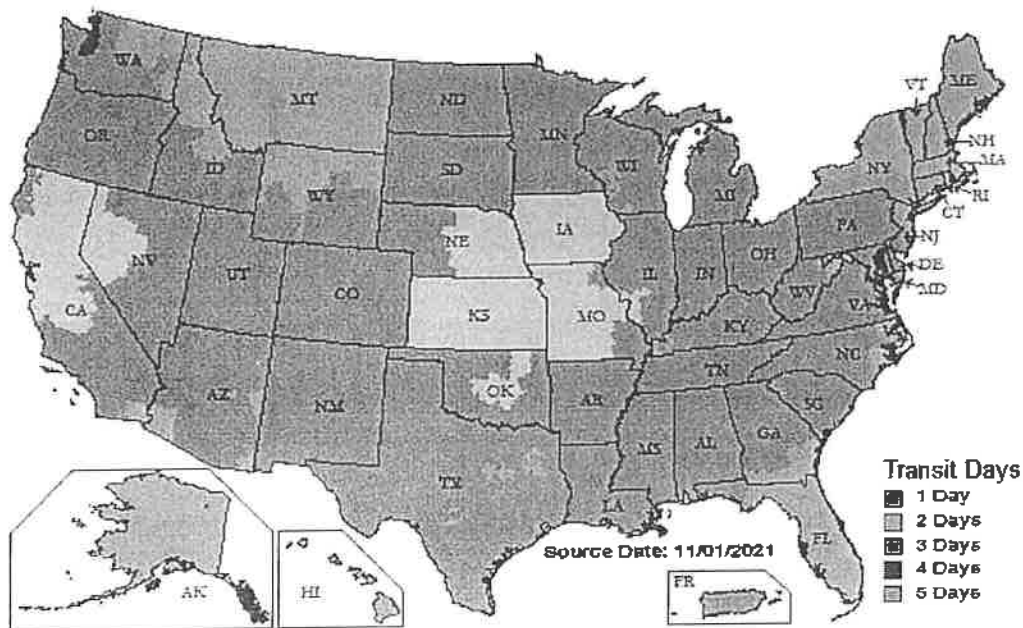 WA
MT
ND
MN
VT
ME
OR
ID
SD
WI
MI
NY
NH
MA
WY
RI
CT
NE
IA
PA
NJ
NV
UT
CO
IL
IN
OH
DE
MD
WV
VA
CA
KS
MO
KY
NC
TN
AZ
NM
OK
AR
SC
MS
AL
GA
TX
LA
FL
Transit Days
1 Day
2 Days
3 Days
4 Days
5 Days
Source Date: 11/01/2021
AK
HI
PR